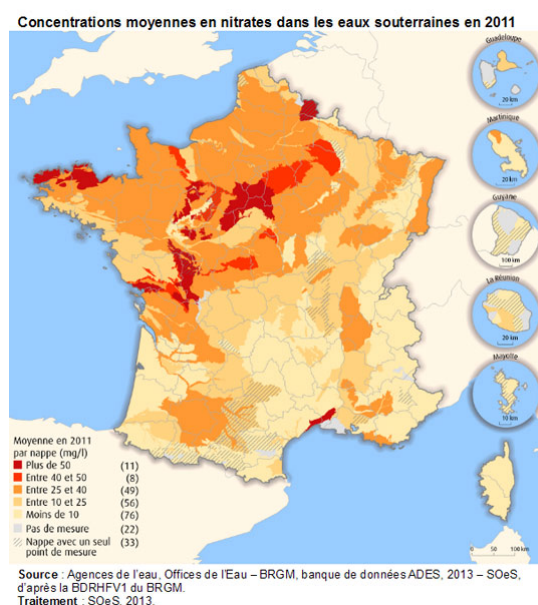 Concentrations moyennes en nitrates dans les eaux souterraines en 2011
Guadeloupe
20 km
Martinique
20 km
Guyane
100 km
La Réunion
20 km
Mayotte
10 km
Moyenne en 2011
par nappe (mg/l)
Plus de 50 (11)
Entre 40 et 50 (8)
Entre 25 et 40 (49)
Entre 10 et 25 (56)
Moins de 10 (76)
Pas de mesure (22)
Nappe avec un seul (33)
point de mesure
0 50 100 km
Source : Agences de l'eau, Offices de l'Eau – BRGM, banque de données ADES, 2013 – SOeS,
d'après la BDRHFV1 du BRGM.
Traitement : SOeS, 2013.